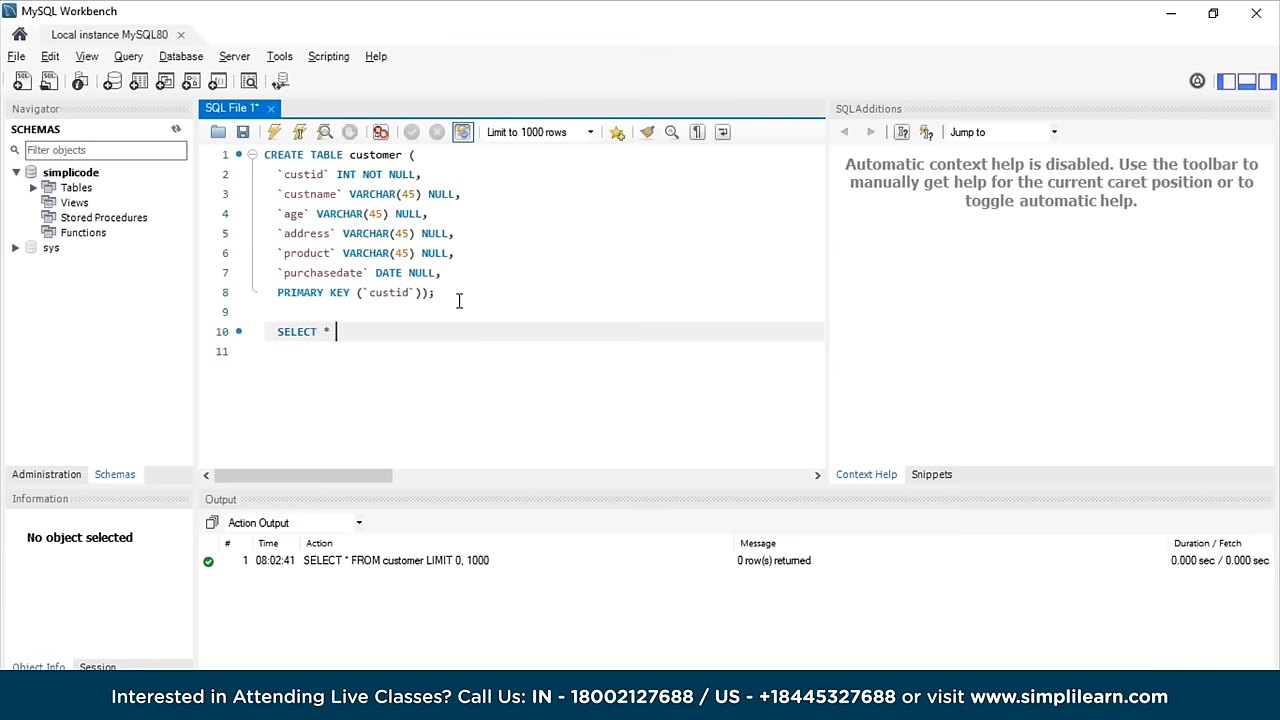 MySQL Workbench
Local instance MySQL80
File Edit View Query Database Server Tools Scripting Help
Navigator
SCHEMAS
Filter objects
simplicode
Tables
Views
Stored Procedures
Functions
sys
Administration Schemas
Information
No object selected
Object Info Session
SQL File 1*
Limit to 1000 rows
1 CREATE TABLE customer (
2 `custid` INT NOT NULL,
3 `custname` VARCHAR(45) NULL,
4 `age` VARCHAR(45) NULL,
5 `address` VARCHAR(45) NULL,
6 `product` VARCHAR(45) NULL,
7 `purchasedate` DATE NULL,
8 PRIMARY KEY (`custid`));
9
10 SELECT *
11
SQLAdditions
Jump to
Automatic context help is disabled. Use the toolbar to
manually get help for the current caret position or to
toggle automatic help.
Context Help Snippets
Output
Action Output
# Time Action Message Duration / Fetch
1 08:02:41 SELECT * FROM customer LIMIT 0, 1000 0 row(s) returned 0.000 sec / 0.000 sec
Interested in Attending Live Classes? Call Us: IN - 18002127688 / US - +18445327688 or visit www.simplilearn.com